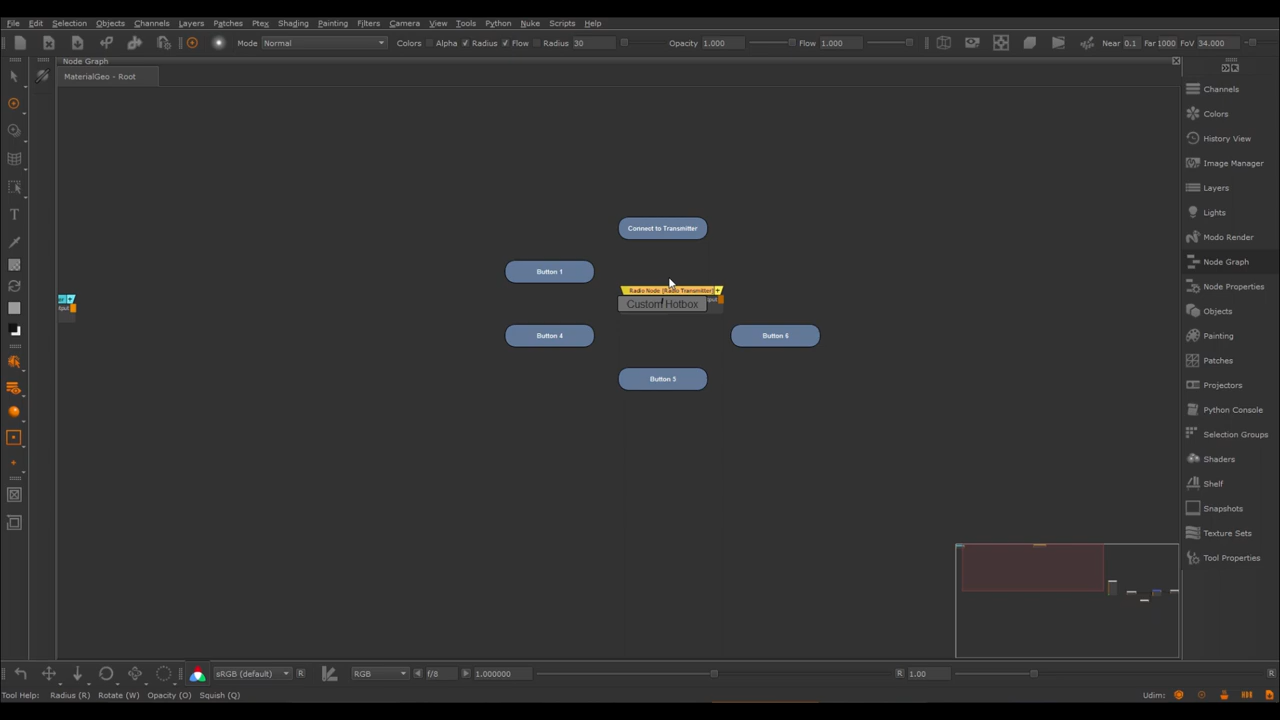 File Edit Selection Objects Channels Layers Patches Ptex Shading Painting Filters Camera View Tools Python Nuke Scripts Help
Mode Normal Colors Alpha Radius Flow Radius 30 Opacity 1.000 Flow 1.000 Near 0.1 Far 1000 FoV 34.000
Node Graph
MaterialGeo - Root
Channels
Colors
History View
Image Manager
Layers
Lights
Modo Render
Node Graph
Node Properties
Objects
Painting
Patches
Projectors
Python Console
Selection Groups
Shaders
Shelf
Snapshots
Texture Sets
Tool Properties
Connect to Transmitter
Button 1
Radio Node [Radio Transmitter] +
Custom Hotbox
Button 4
Button 6
Button 5
sRGB (default) R RGB f/8 1.000000 R 1.00 R
Tool Help: Radius (R) Rotate (W) Opacity (O) Squish (Q) Udim: